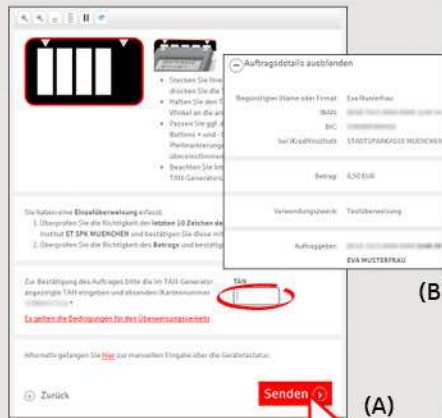 Stecken Sie Ihre
drücken Sie die
Halten Sie den T
Winkel an die an
Passen Sie ggf. d
Buttons + und -
Pfeilmarkierunge
übereinstimmen
Beachten Sie
TAN-Generator
Sie haben eine Einzelüberweisung erfasst:
1. Überprüfen Sie die Richtigkeit der letzten 10 Zeichen de
Institut ST SPK MUENCHEN und bestätigen Sie diese mit
2. Überprüfen Sie die Richtigkeit des Betrags und bestätig
Zur Bestätigung des Auftrages bitte die im TAN-Generator
angezeigte TAN eingeben und absenden (Kartennummer
TAN
Es gelten die Bedingungen für den Überweisungsverkehr
Alternativ gelangen Sie hier zur manuellen Eingabe über die Gerätetastatur.
Zurück
Senden
(A)
Auftragsdetails ausblenden
Begünstigter (Name oder Firma): Eva Musterfrau
IBAN:
BIC:
bei (Kreditinstitut): STADTSPARKASSE MUENCHEN
Betrag: 6,50 EUR
Verwendungszweck: Testüberweisung
Auftraggeber:
EVA MUSTERFRAU
(B